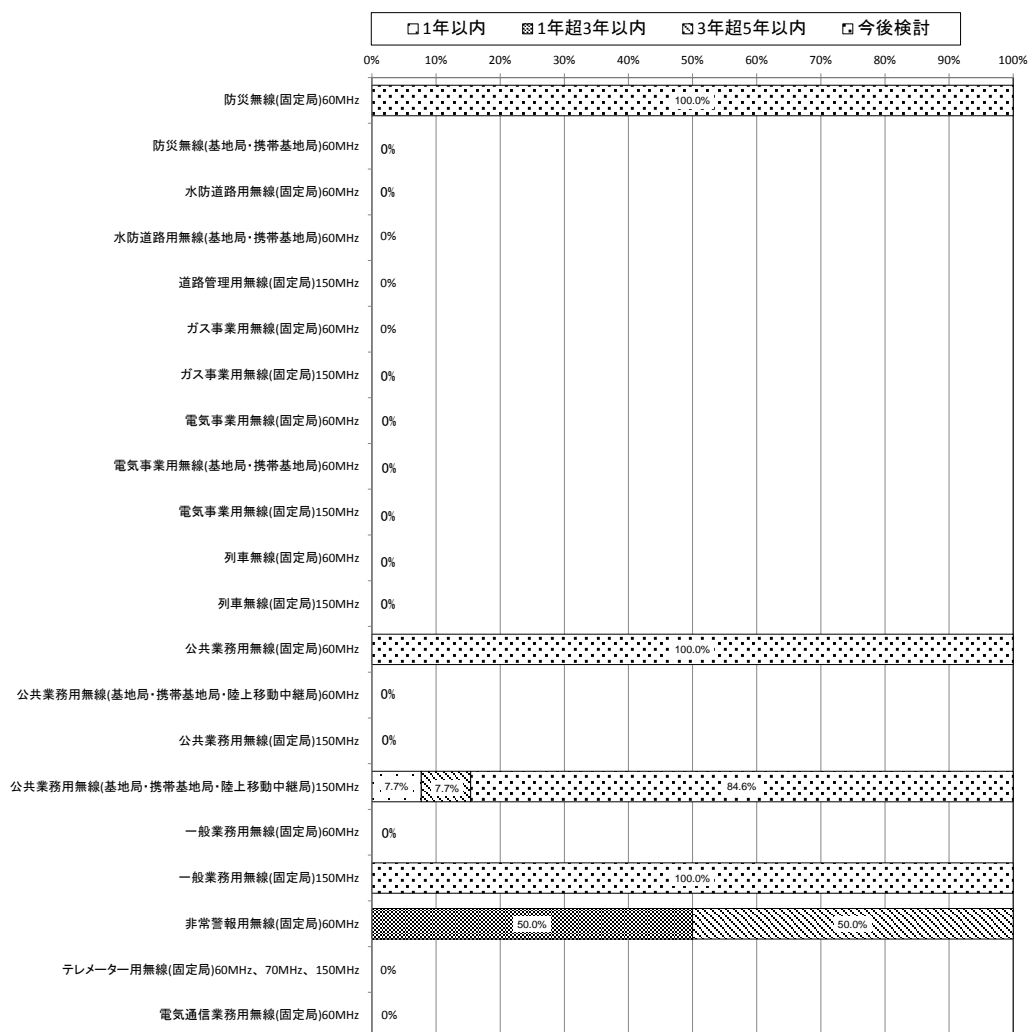 1年以内 1年超3年以内 3年超5年以内 今後検討
0% 10% 20% 30% 40% 50% 60% 70% 80% 90% 100%
防災無線(固定局)60MHz 100.0%
防災無線(基地局・携帯基地局)60MHz 0%
水防道路用無線(固定局)60MHz 0%
水防道路用無線(基地局・携帯基地局)60MHz 0%
道路管理用無線(固定局)150MHz 0%
ガス事業用無線(固定局)60MHz 0%
ガス事業用無線(固定局)150MHz 0%
電気事業用無線(固定局)60MHz 0%
電気事業用無線(基地局・携帯基地局)60MHz 0%
電気事業用無線(固定局)150MHz 0%
列車無線(固定局)60MHz 0%
列車無線(固定局)150MHz 0%
公共業務用無線(固定局)60MHz 100.0%
公共業務用無線(基地局・携帯基地局・陸上移動中継局)60MHz 0%
公共業務用無線(固定局)150MHz 0%
公共業務用無線(基地局・携帯基地局・陸上移動中継局)150MHz 7.7% 7.7% 84.6%
一般業務用無線(固定局)60MHz 0%
一般業務用無線(固定局)150MHz 100.0%
非常警報用無線(固定局)60MHz 50.0% 50.0%
テレメーター用無線(固定局)60MHz、70MHz、150MHz 0%
電気通信業務用無線(固定局)60MHz 0%